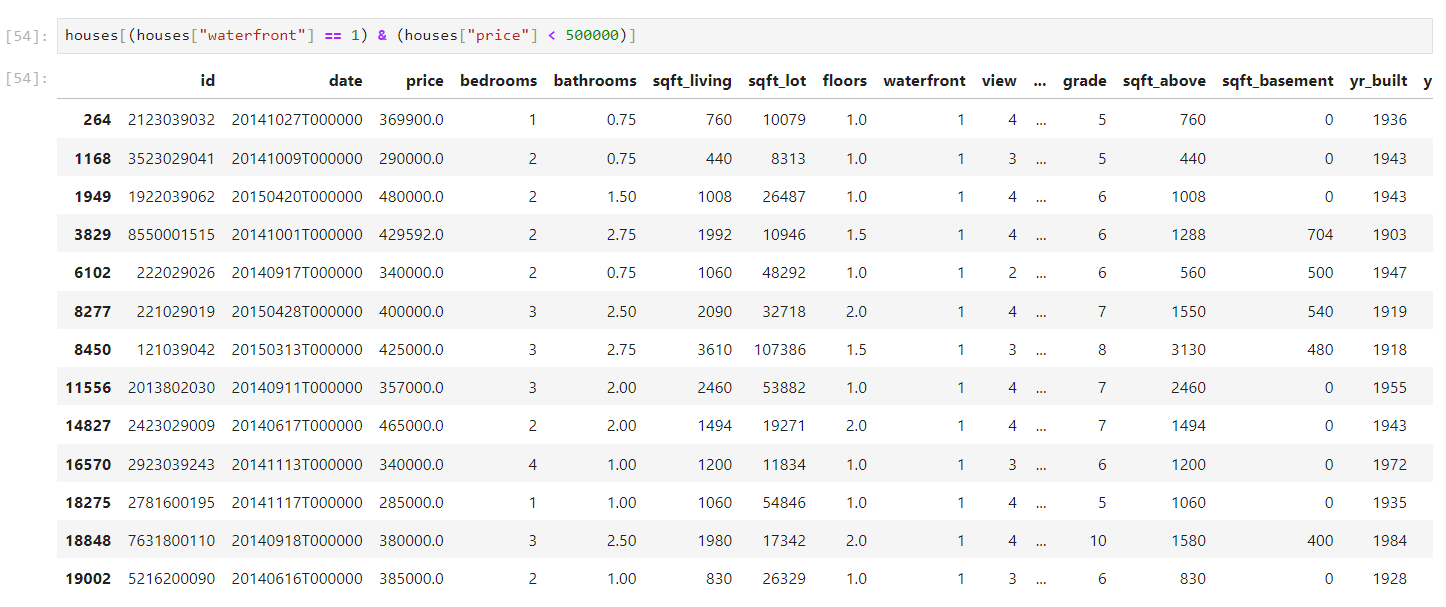 [54]: houses[(houses["waterfront"] == 1) & (houses["price"] < 500000)]
[54]: id date price bedrooms bathrooms sqft_living sqft_lot floors waterfront view ... grade sqft_above sqft_basement yr_built y
264 2123039032 20141027T000000 369900.0 1 0.75 760 10079 1.0 1 4 ... 5 760 0 1936
1168 3523029041 20141009T000000 290000.0 2 0.75 440 8313 1.0 1 3 ... 5 440 0 1943
1949 1922039062 20150420T000000 480000.0 2 1.50 1008 26487 1.0 1 4 ... 6 1008 0 1943
3829 8550001515 20141001T000000 429592.0 2 2.75 1992 10946 1.5 1 4 ... 6 1288 704 1903
6102 222029026 20140917T000000 340000.0 2 0.75 1060 48292 1.0 1 2 ... 6 560 500 1947
8277 221029019 20150428T000000 400000.0 3 2.50 2090 32718 2.0 1 4 ... 7 1550 540 1919
8450 121039042 20150313T000000 425000.0 3 2.75 3610 107386 1.5 1 3 ... 8 3130 480 1918
11556 2013802030 20140911T000000 357000.0 3 2.00 2460 53882 1.0 1 4 ... 7 2460 0 1955
14827 2423029009 20140617T000000 465000.0 2 2.00 1494 19271 2.0 1 4 ... 7 1494 0 1943
16570 2923039243 20141113T000000 340000.0 4 1.00 1200 11834 1.0 1 3 ... 6 1200 0 1972
18275 2781600195 20141117T000000 285000.0 1 1.00 1060 54846 1.0 1 4 ... 5 1060 0 1935
18848 7631800110 20140918T000000 380000.0 3 2.50 1980 17342 2.0 1 4 ... 10 1580 400 1984
19002 5216200090 20140616T000000 385000.0 2 1.00 830 26329 1.0 1 3 ... 6 830 0 1928